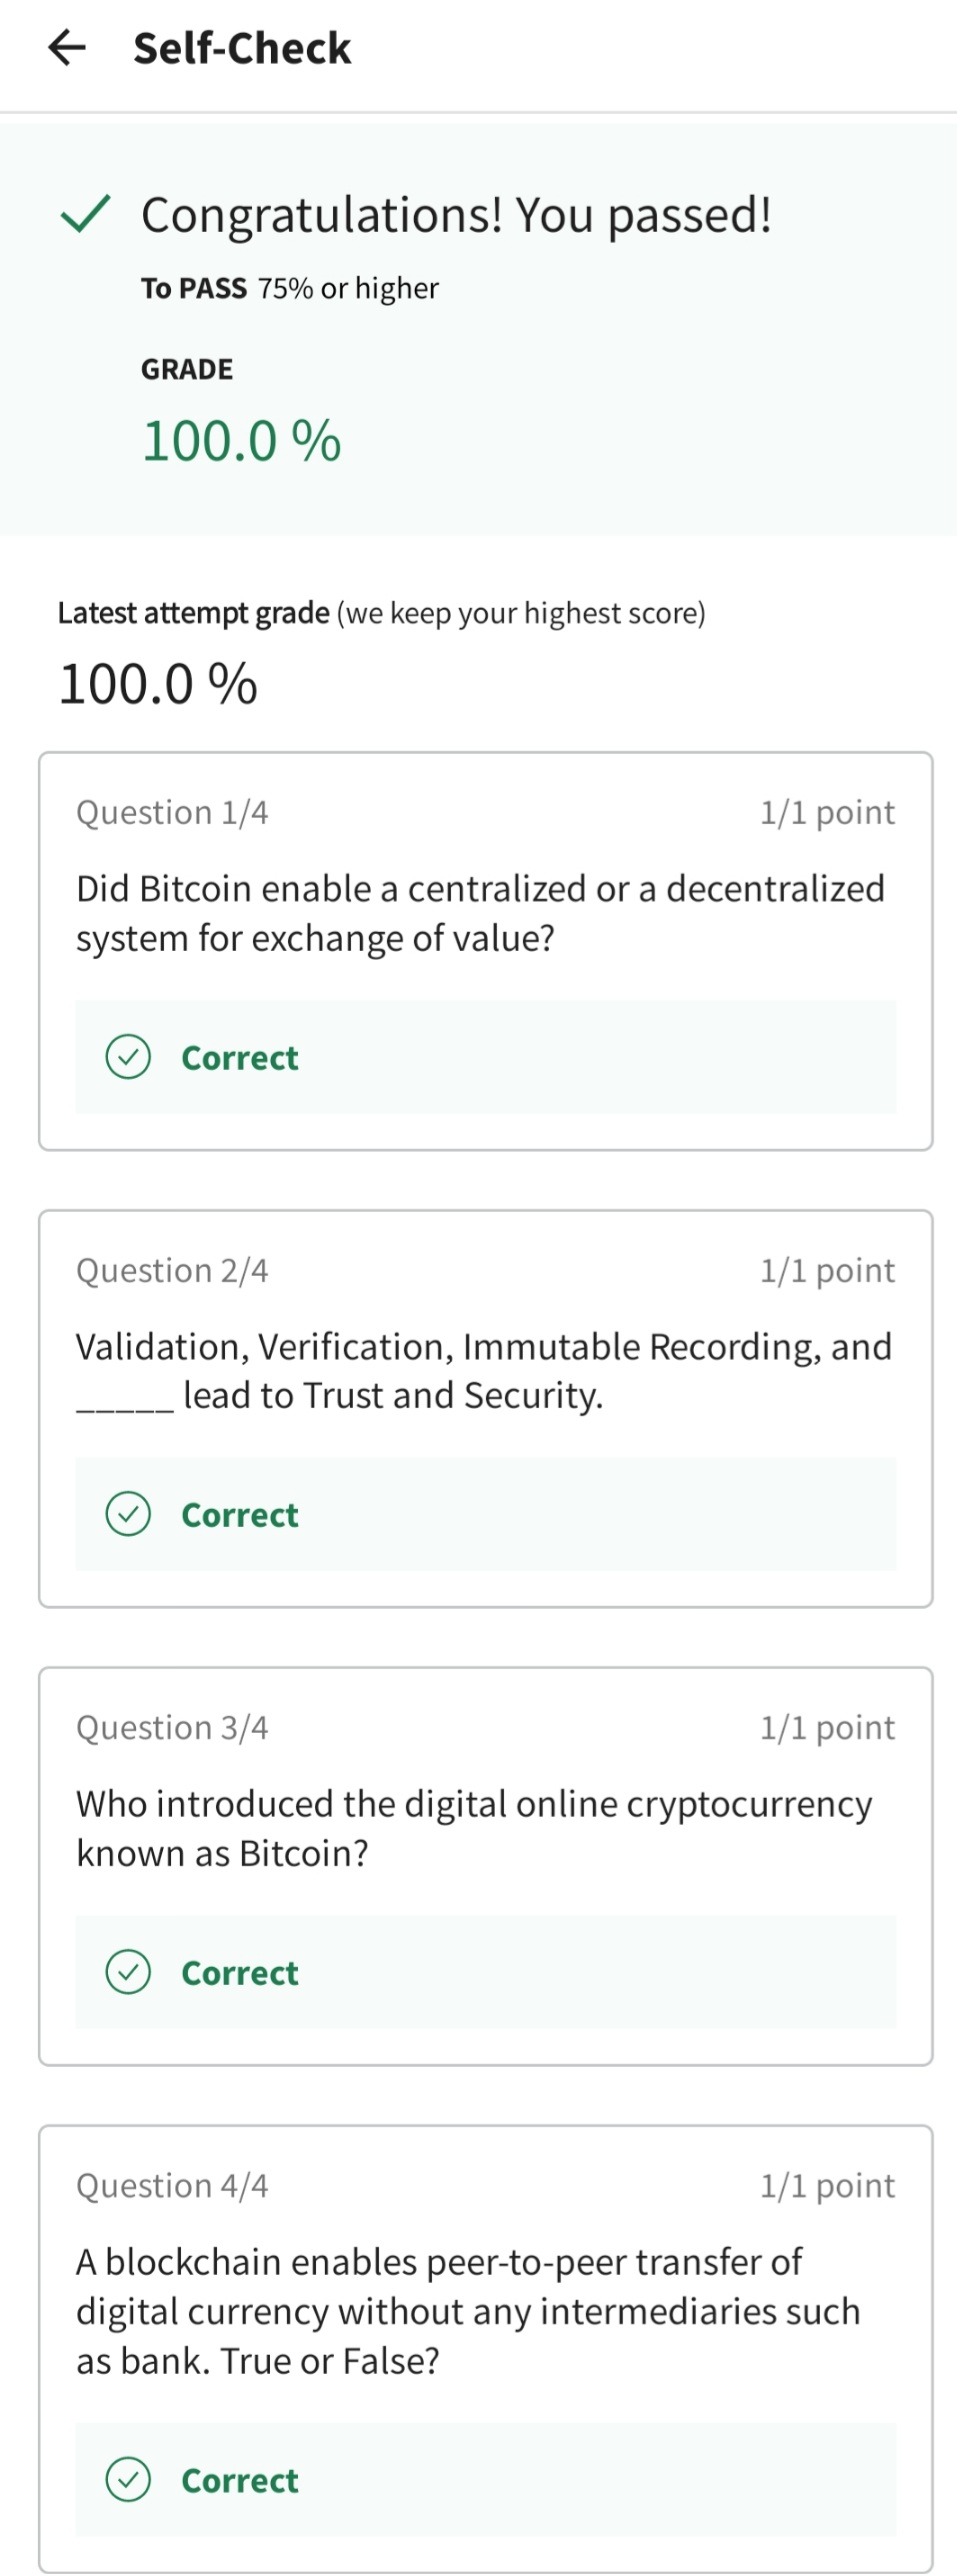 Self-Check
Congratulations! You passed!
To PASS 75% or higher
GRADE
100.0 %
Latest attempt grade (we keep your highest score)
100.0 %
Question 1/4 1/1 point
Did Bitcoin enable a centralized or a decentralized
system for exchange of value?
Correct
Question 2/4 1/1 point
Validation, Verification, Immutable Recording, and
_____ lead to Trust and Security.
Correct
Question 3/4 1/1 point
Who introduced the digital online cryptocurrency
known as Bitcoin?
Correct
Question 4/4 1/1 point
A blockchain enables peer-to-peer transfer of
digital currency without any intermediaries such
as bank. True or False?
Correct